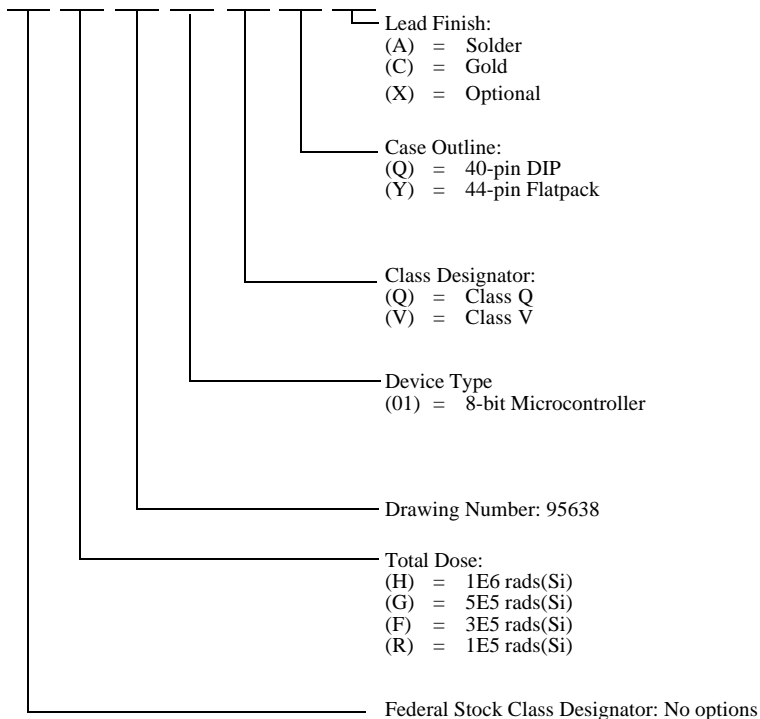 Lead Finish:
(A) = Solder
(C) = Gold
(X) = Optional
Case Outline:
(Q) = 40-pin DIP
(Y) = 44-pin Flatpack
Class Designator:
(Q) = Class Q
(V) = Class V
Device Type
(01) = 8-bit Microcontroller
Drawing Number: 95638
Total Dose:
(H) = 1E6 rads(Si)
(G) = 5E5 rads(Si)
(F) = 3E5 rads(Si)
(R) = 1E5 rads(Si)
Federal Stock Class Designator: No options